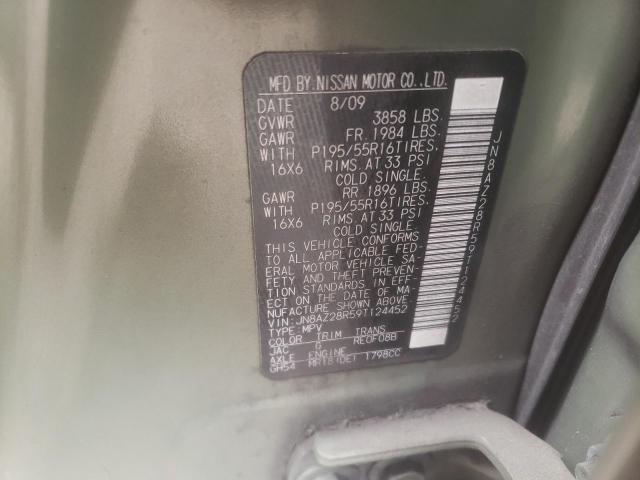 MFD BY NISSAN MOTOR CO.,LTD.
DATE 8/09
GVWR 3858 LBS.
GAWR FR. 1984 LBS.
WITH P195/55R16TIRES,
16X6 RIMS, AT 33 PSI
COLD SINGLE.
GAWR RR 1896 LBS.
WITH P195/55R16TIRES,
16X6 RIMS, AT 33 PSI
COLD SINGLE.
THIS VEHICLE CONFORMS
TO ALL APPLICABLE FED-
ERAL MOTOR VEHICLE SA-
FETY AND THEFT PREVEN-
TION STANDARDS IN EFF-
ECT ON THE DATE OF MA-
NUFACTURE SHOWN ABOVE.
VIN:JN8AZ28R59T124452
TYPE:MPV
COLOR TRIM TRANS
JAC G RE0F08B
AXLE ENGINE
GH54 MR18(DE) 1798CC
JN8AZ28R59T124452